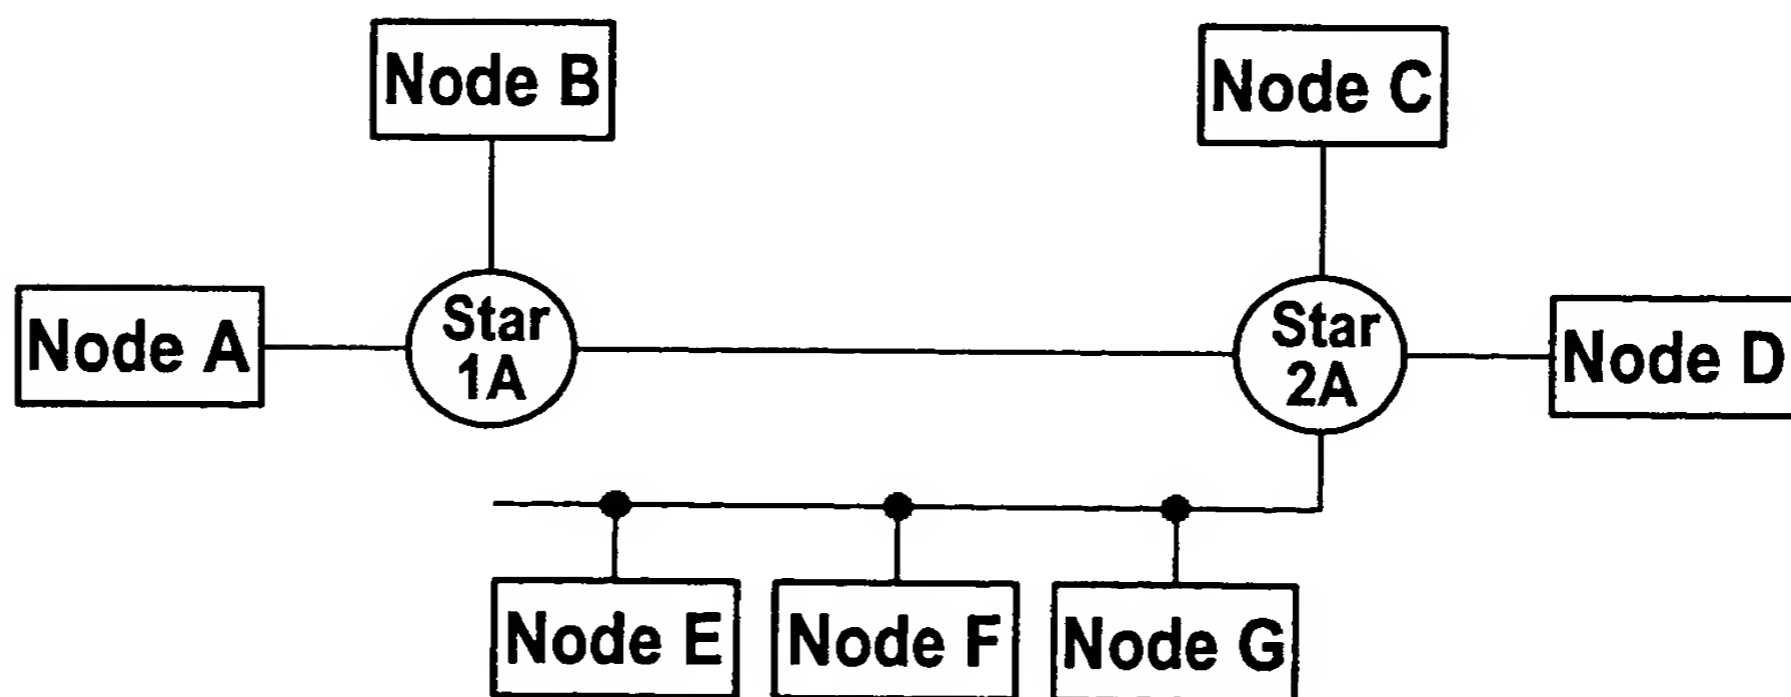 Node B
Node C
Node A
Star
1A
Star
2A
Node D
Node E
Node F
Node G